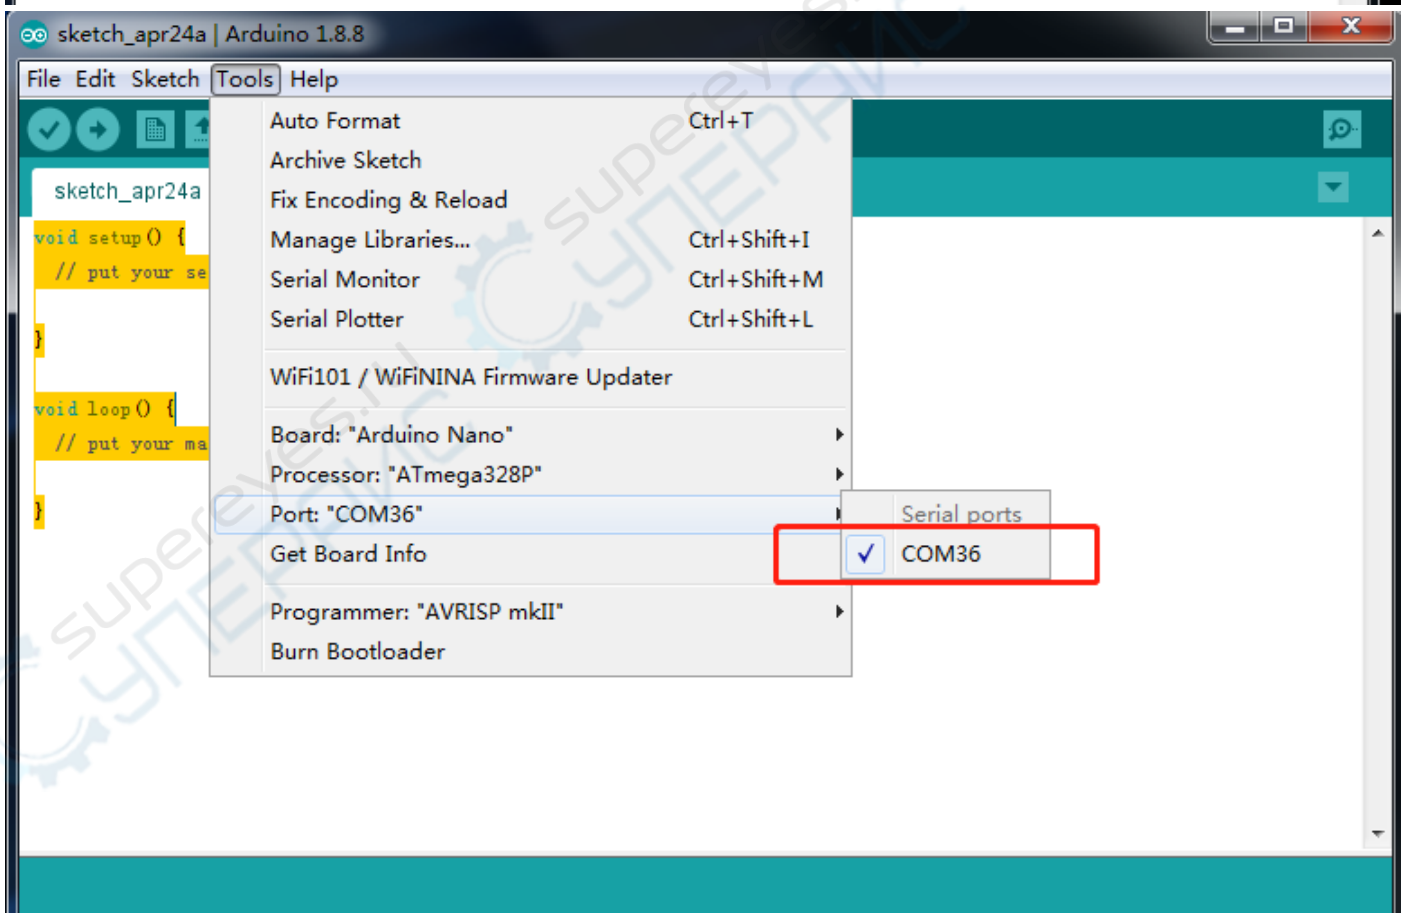 sketch_apr24a | Arduino 1.8.8
File Edit Sketch Tools Help
Auto Format Ctrl+T
Archive Sketch
Fix Encoding & Reload
Manage Libraries... Ctrl+Shift+I
Serial Monitor Ctrl+Shift+M
Serial Plotter Ctrl+Shift+L
WiFi101 / WiFiNINA Firmware Updater
Board: "Arduino Nano"
Processor: "ATmega328P"
Port: "COM36"
Get Board Info
Programmer: "AVRISP mkII"
Burn Bootloader
Serial ports
COM36
sketch_apr24a
void setup() {
// put your se
}
void loop() {
// put your ma
}
supereyes.ru
СУПЕРАЙС